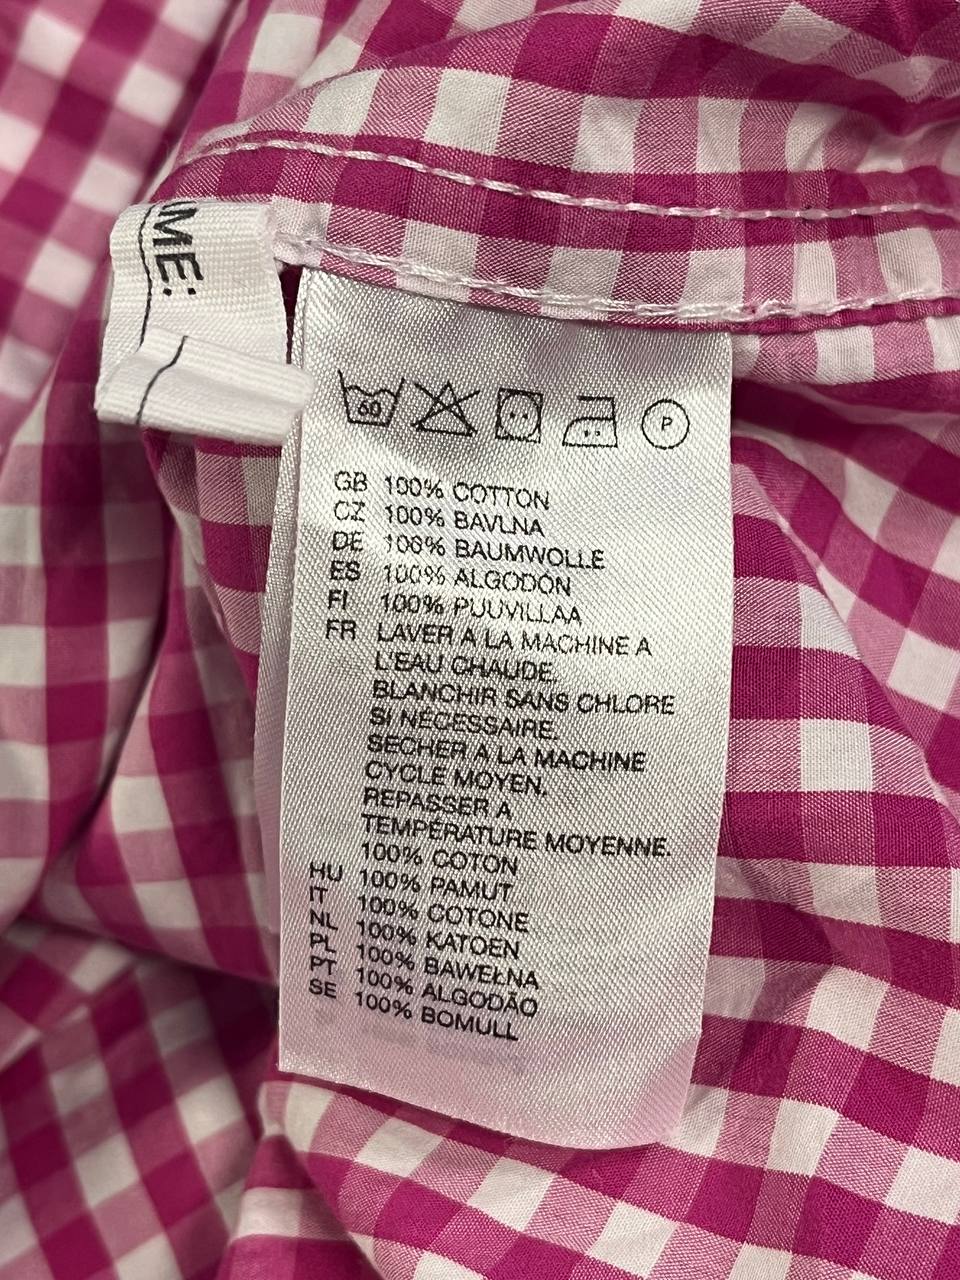 ME:
60
P
GB 100% COTTON
CZ 100% BAVLNA
DE 100% BAUMWOLLE
ES 100% ALGODON
FI 100% PUUVILLAA
FR LAVER A LA MACHINE A
L'EAU CHAUDE.
BLANCHIR SANS CHLORE
SI NÉCESSAIRE.
SECHER A LA MACHINE
CYCLE MOYEN.
REPASSER A
TEMPÉRATURE MOYENNE.
100% COTON
HU 100% PAMUT
IT 100% COTONE
NL 100% KATOEN
PL 100% BAWEŁNA
PT 100% ALGODÃO
SE 100% BOMULL